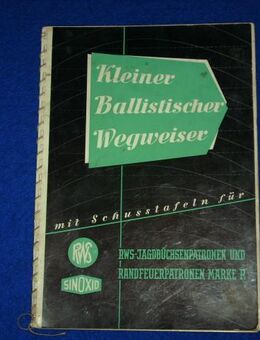 Kleiner
Ballistischer
Wegweiser
mit Schusstafeln für
RWS
SINOXID
RWS-JAGDBÜCHSENPATRONEN UND
RANDFEUERPATRONEN MARKE R